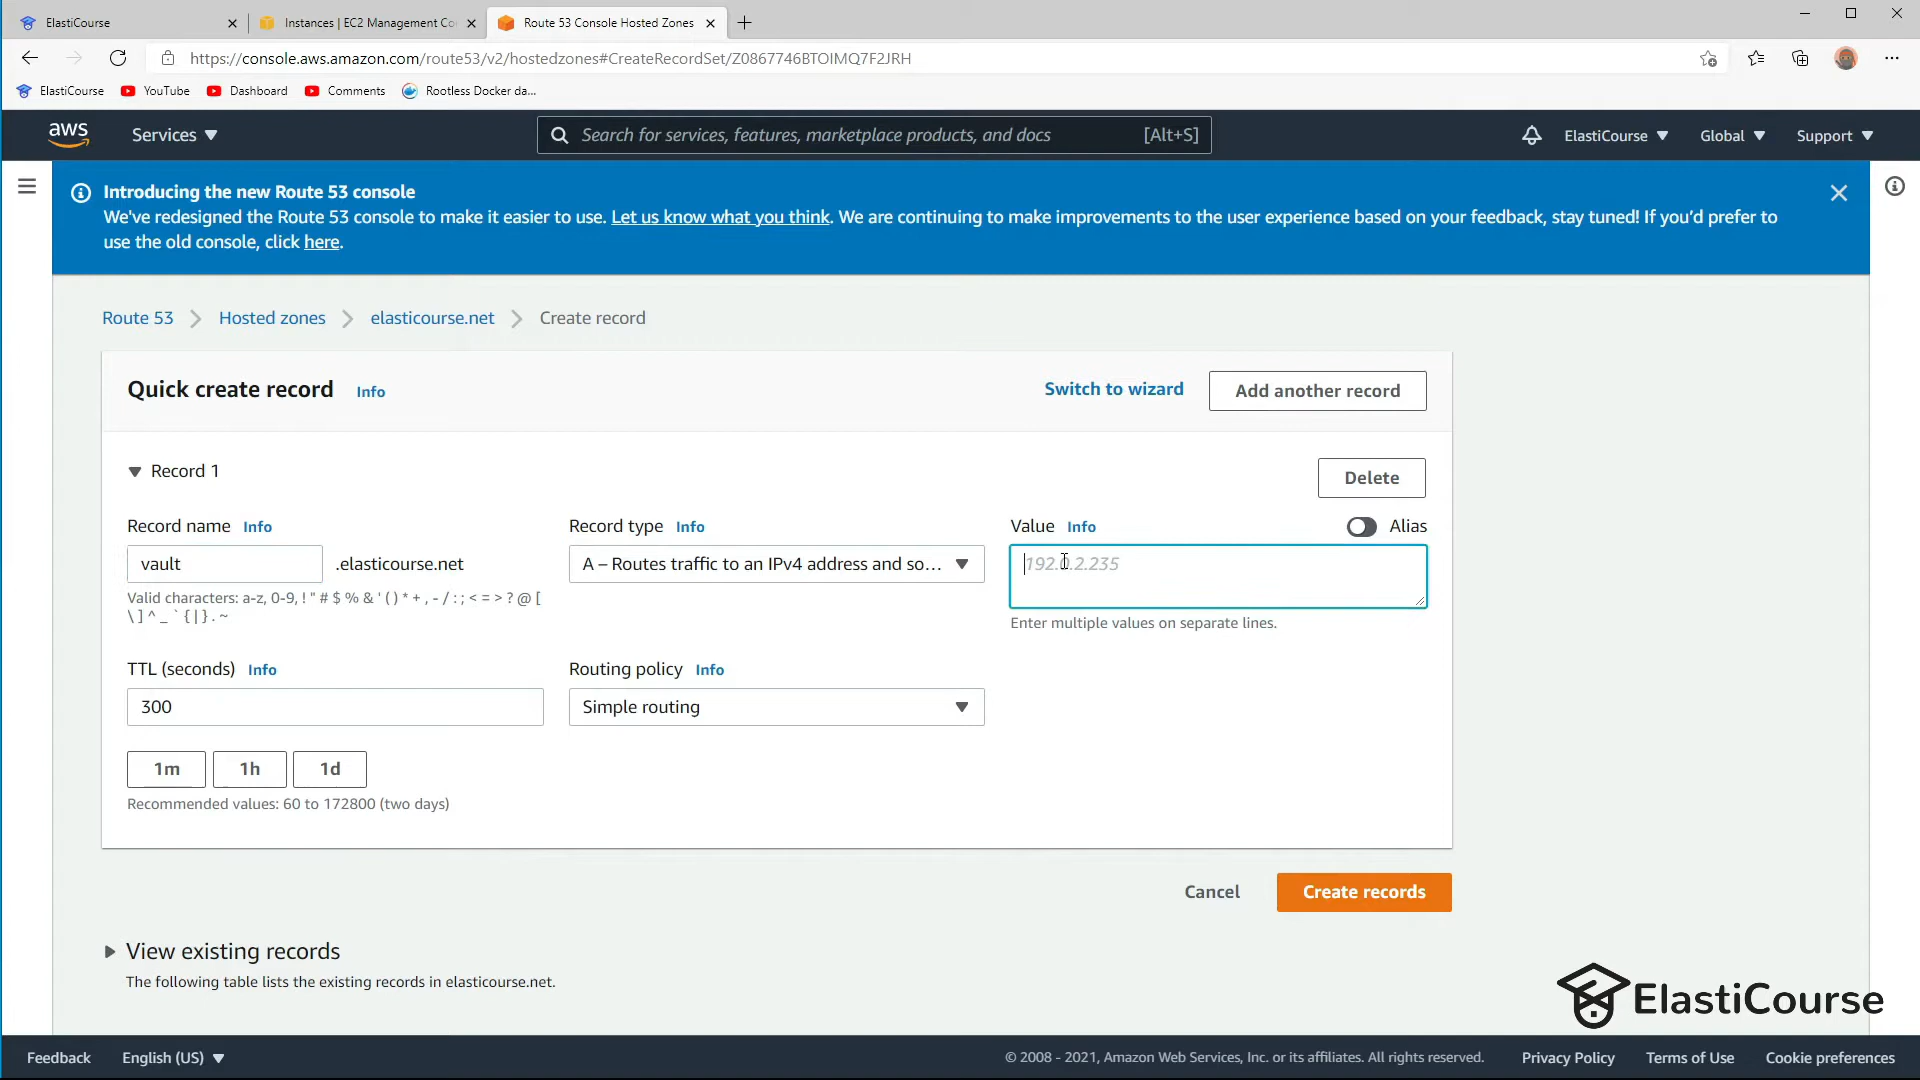 ElastiCourse
Instances | EC2 Management Co
Route 53 Console Hosted Zones
https://console.aws.amazon.com/route53/v2/hostedzones#CreateRecordSet/Z0867746BTOIMQ7F2JRH
ElastiCourse
YouTube
Dashboard
Comments
Rootless Docker da...
aws
Services
Search for services, features, marketplace products, and docs
[Alt+S]
ElastiCourse
Global
Support
Introducing the new Route 53 console
We've redesigned the Route 53 console to make it easier to use. Let us know what you think. We are continuing to make improvements to the user experience based on your feedback, stay tuned! If you'd prefer to
use the old console, click here.
Route 53
Hosted zones
elasticourse.net
Create record
Quick create record
Info
Switch to wizard
Add another record
Record 1
Delete
Record name Info
Record type Info
Value Info
Alias
vault
.elasticourse.net
A – Routes traffic to an IPv4 address and so...
192.0.2.235
Valid characters: a-z, 0-9, ! " # $ % & ' ( ) * + , - / : ; < = > ? @ [
\ ] ^ _ ` { | } . ~
Enter multiple values on separate lines.
TTL (seconds) Info
Routing policy Info
300
Simple routing
1m
1h
1d
Recommended values: 60 to 172800 (two days)
Cancel
Create records
View existing records
The following table lists the existing records in elasticourse.net.
ElastiCourse
Feedback
English (US)
© 2008 - 2021, Amazon Web Services, Inc. or its affiliates. All rights reserved.
Privacy Policy
Terms of Use
Cookie preferences